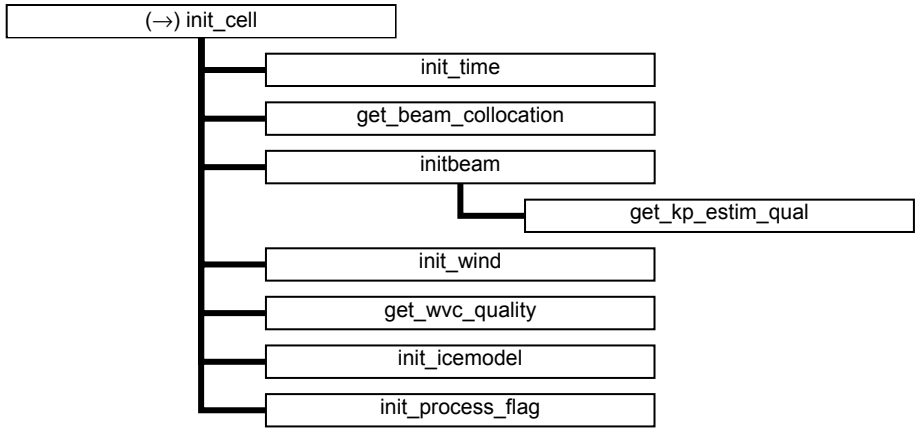 (→) init_cell
init_time
get_beam_collocation
initbeam
get_kp_estim_qual
init_wind
get_wvc_quality
init_icemodel
init_process_flag